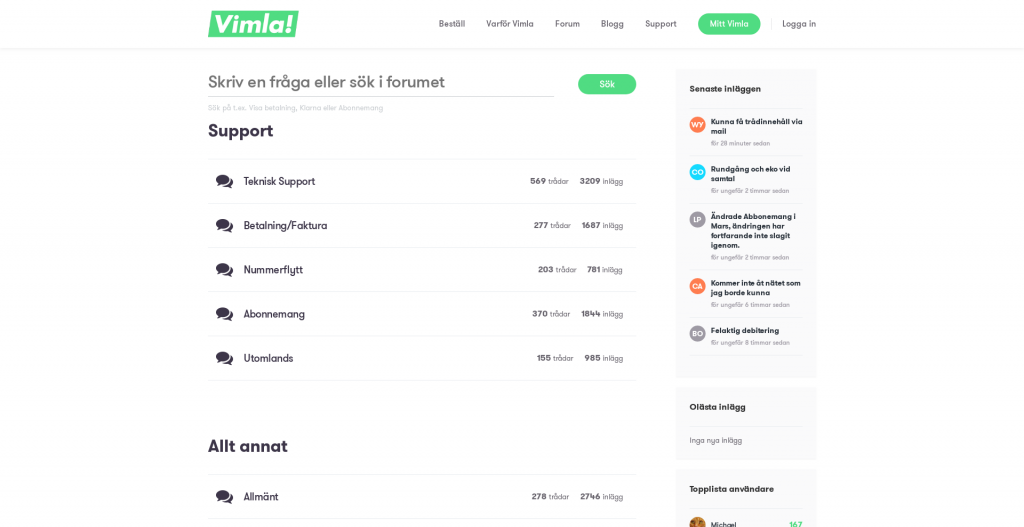 Vimla!
Beställ Varför Vimla Forum Blogg Support Mitt Vimla Logga in
Skriv en fråga eller sök i forumet Sök
Sök på t.ex. Visa betalning, Klarna eller Abonnemang
Support
Teknisk Support 569 trådar 3209 inlägg
Betalning/Faktura 277 trådar 1687 inlägg
Nummerflytt 203 trådar 781 inlägg
Abonnemang 370 trådar 1844 inlägg
Utomlands 155 trådar 985 inlägg
Allt annat
Allmänt 278 trådar 2746 inlägg
Senaste inläggen
WY Kunna få trådinnehåll via
mail
för 28 minuter sedan
CO Rundgång och eko vid
samtal
för ungefär 2 timmar sedan
LP Ändrade Abbonemang i
Mars, ändringen har
fortfarande inte slagit
igenom.
för ungefär 2 timmar sedan
CA Kommer inte åt nätet som
jag borde kunna
för ungefär 6 timmar sedan
BO Felaktig debitering
för ungefär 8 timmar sedan
Olästa inlägg
Inga nya inlägg
Topplista användare
Michael 167